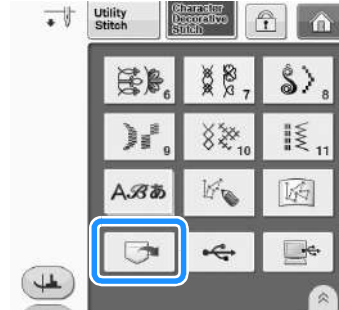 Utility
Stitch
Character
Decorative
Stitch
6
7
8
9
10
11
ABあ